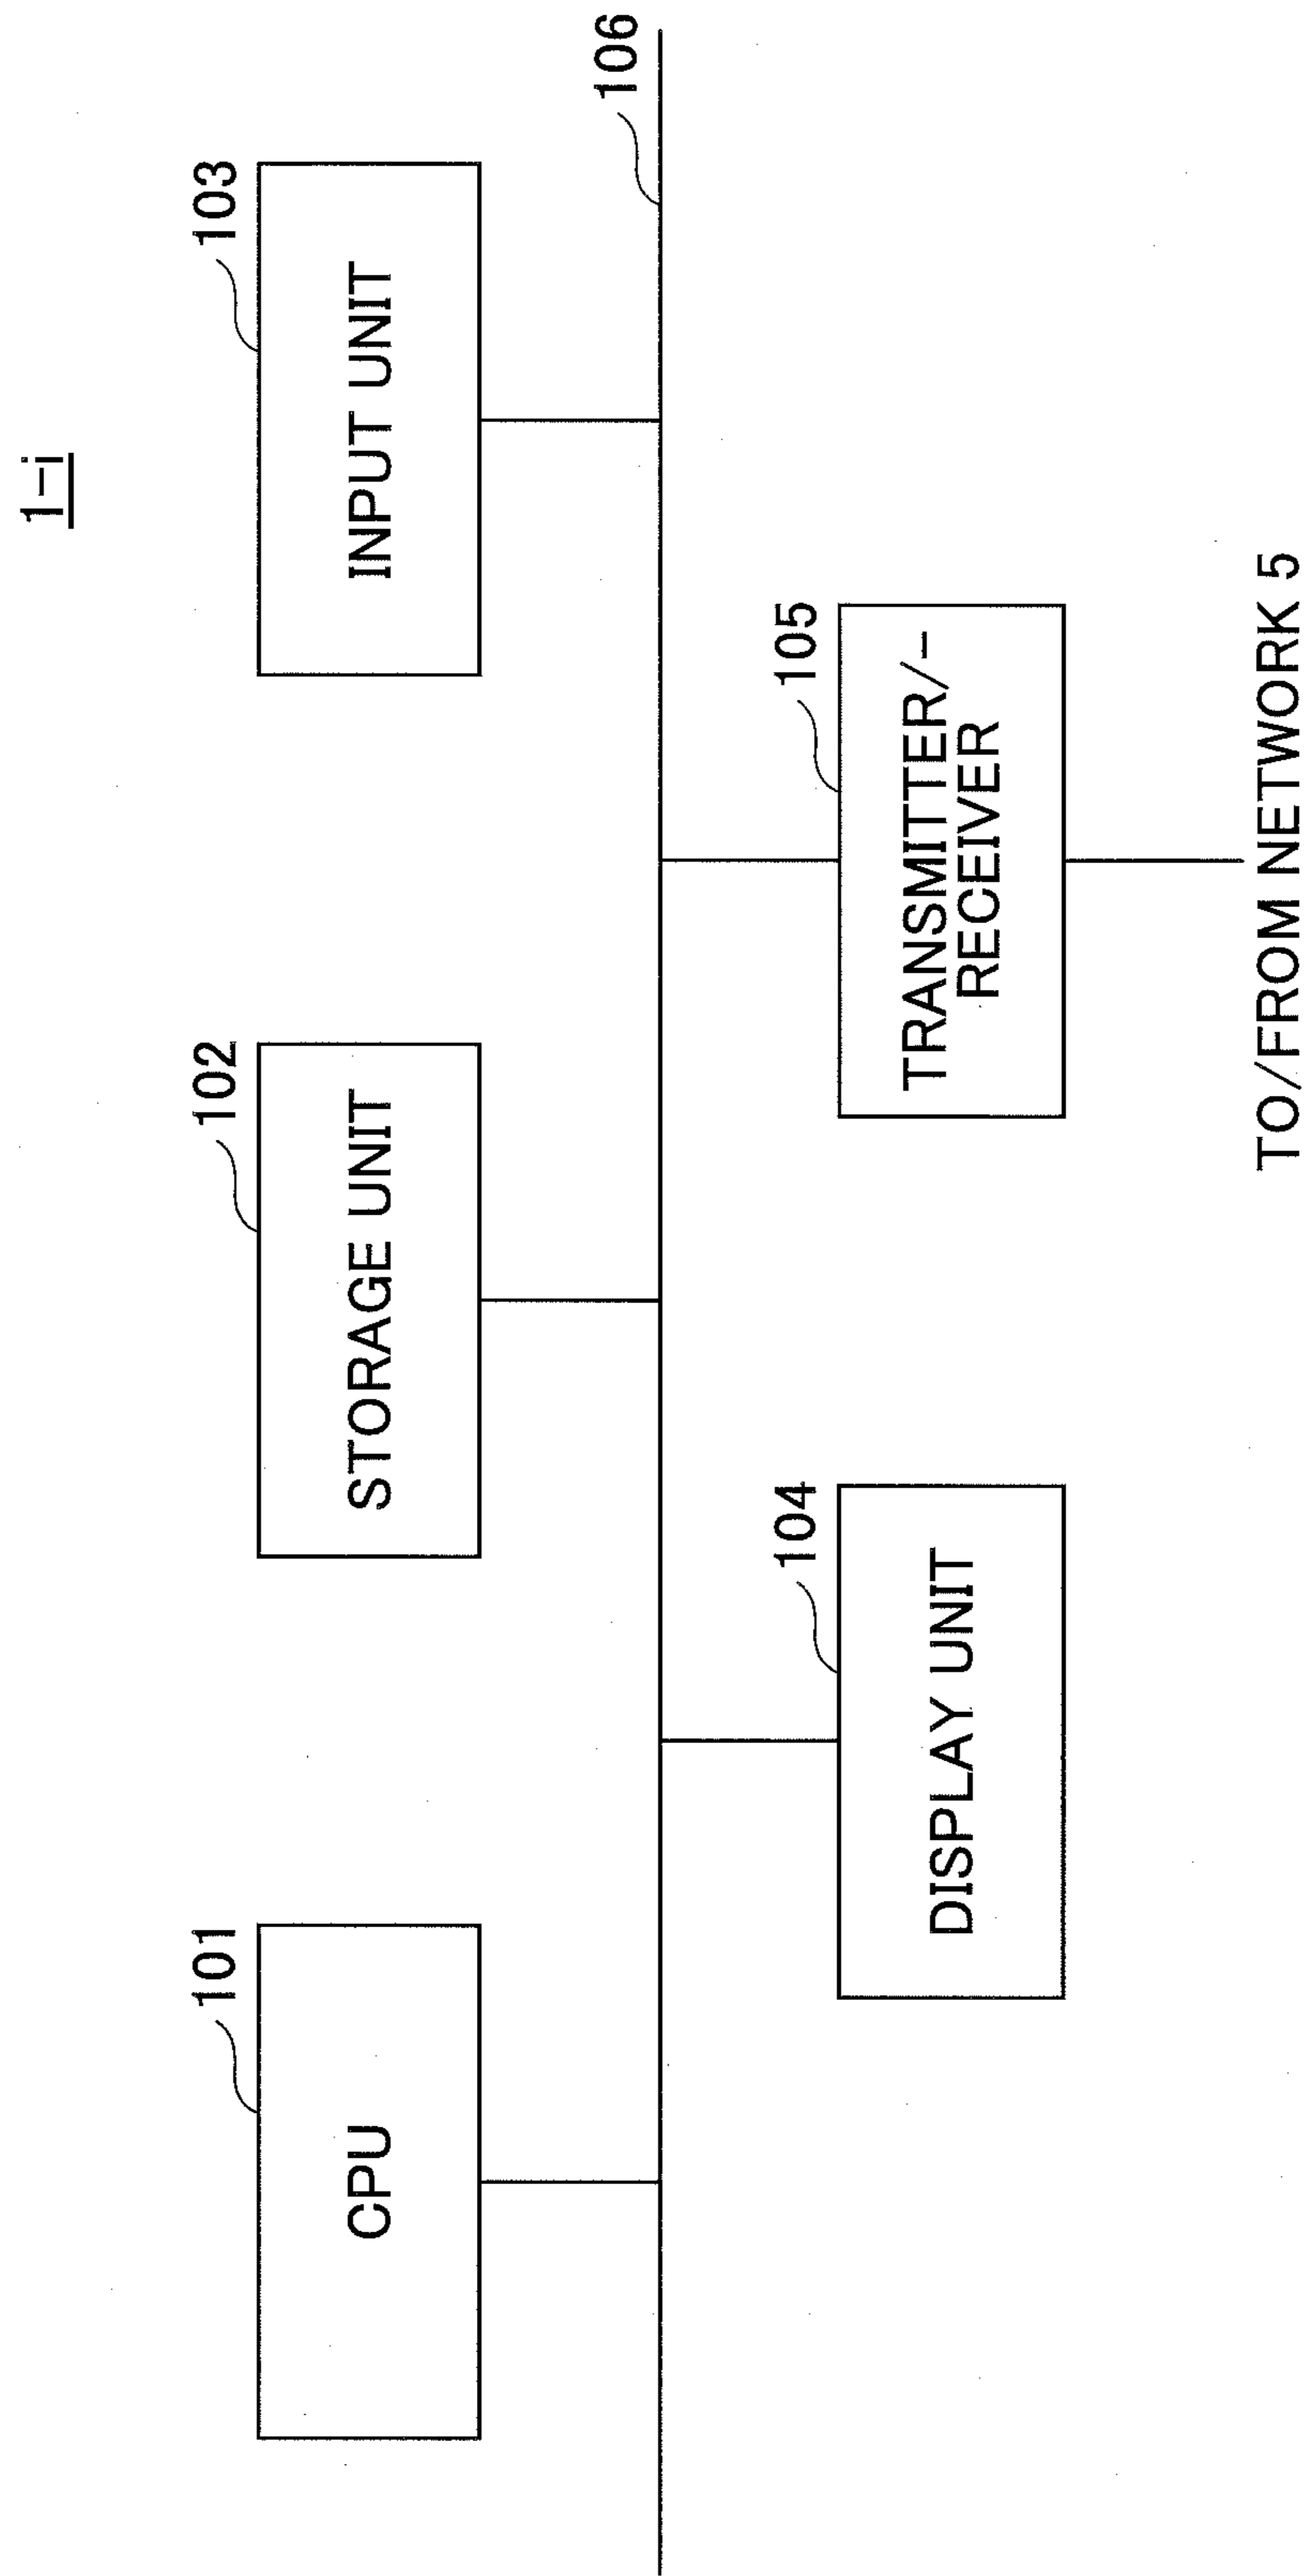 1-i
101
CPU
102
STORAGE UNIT
103
INPUT UNIT
106
104
DISPLAY UNIT
105
TRANSMITTER/-
RECEIVER
TO/FROM NETWORK 5